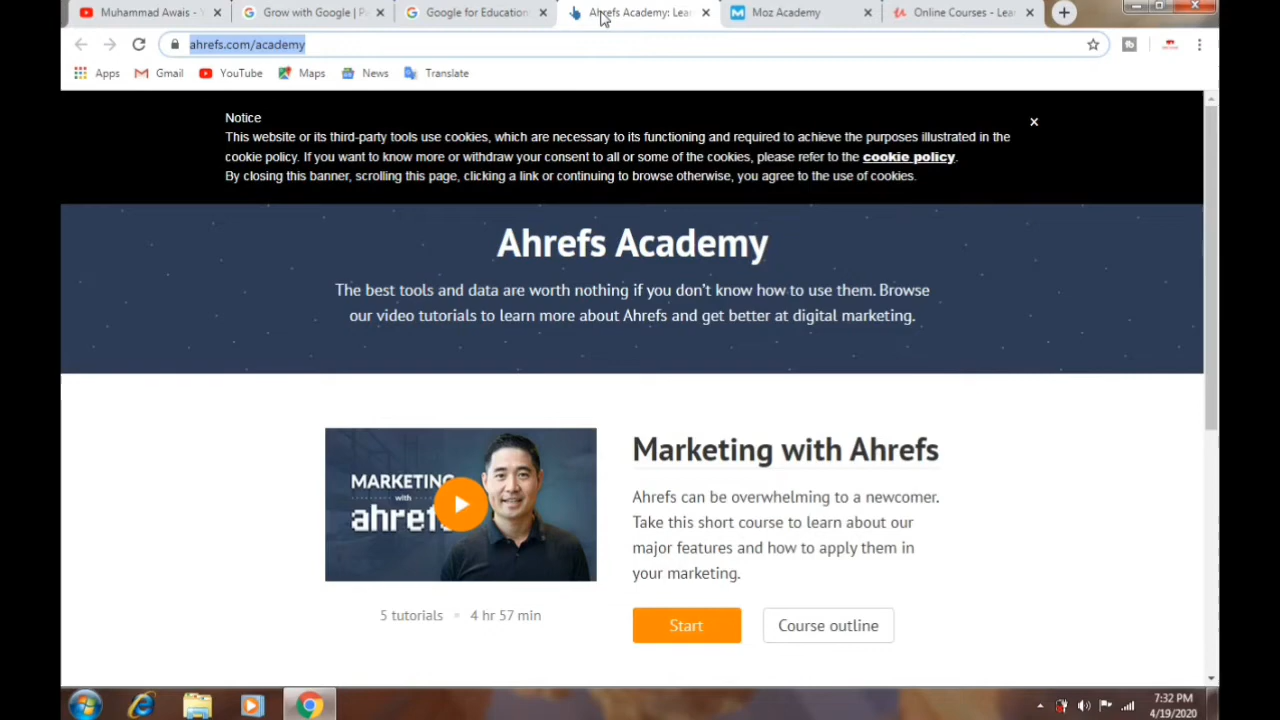 Muhammad Awais - Y
Grow with Google | P
Google for Education
Ahrefs Academy: Lea
Moz Academy
Online Courses - Lea
ahrefs.com/academy
Apps
Gmail
YouTube
Maps
News
Translate
Notice
This website or its third-party tools use cookies, which are necessary to its functioning and required to achieve the purposes illustrated in the
cookie policy. If you want to know more or withdraw your consent to all or some of the cookies, please refer to the cookie policy.
By closing this banner, scrolling this page, clicking a link or continuing to browse otherwise, you agree to the use of cookies.
Ahrefs Academy
The best tools and data are worth nothing if you don't know how to use them. Browse
our video tutorials to learn more about Ahrefs and get better at digital marketing.
MARKETING
with
ahref
5 tutorials • 4 hr 57 min
Marketing with Ahrefs
Ahrefs can be overwhelming to a newcomer.
Take this short course to learn about our
major features and how to apply them in
your marketing.
Start
Course outline
7:32 PM
4/19/2020